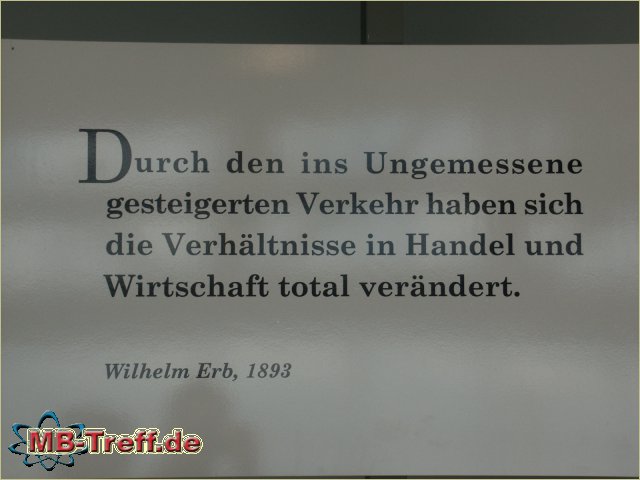 Durch den ins Ungemessene
gesteigerten Verkehr haben sich
die Verhältnisse in Handel und
Wirtschaft total verändert.
Wilhelm Erb, 1893
MB-Treff.de